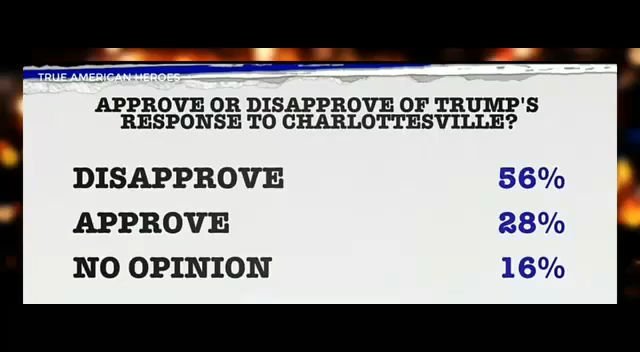 TRUE AMERICAN HEROES
APPROVE OR DISAPPROVE OF TRUMP'S
RESPONSE TO CHARLOTTESVILLE?
DISAPPROVE 56%
APPROVE 28%
NO OPINION 16%